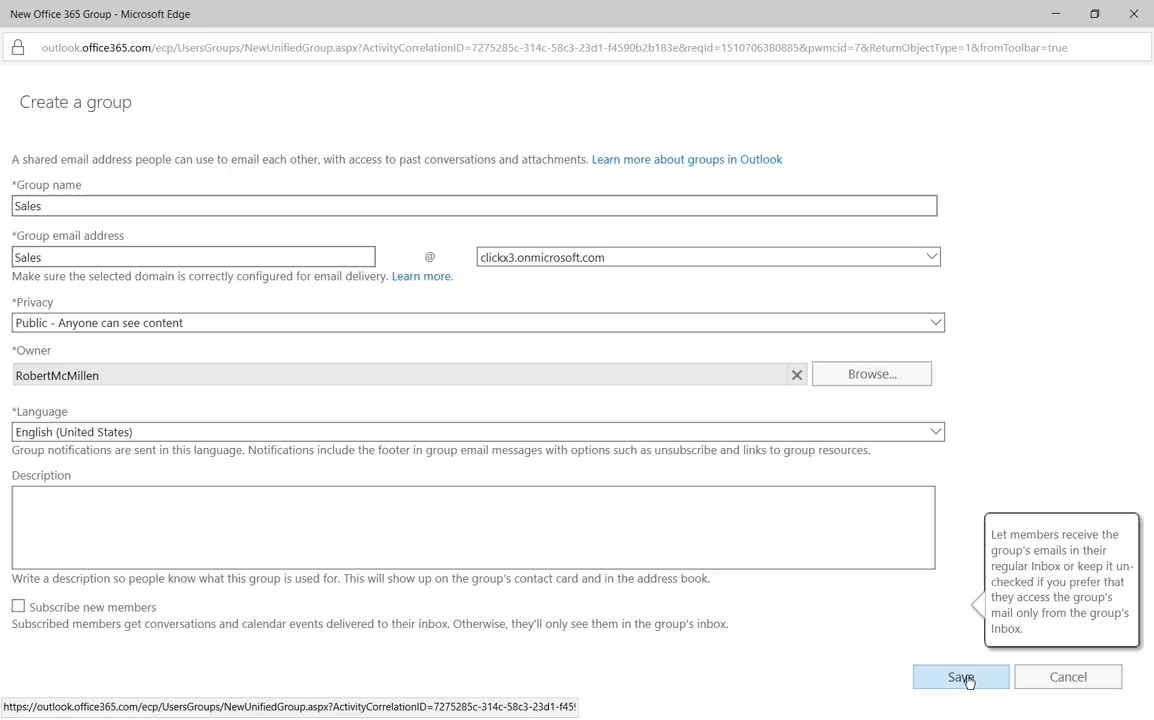 New Office 365 Group - Microsoft Edge
outlook.office365.com/ecp/UsersGroups/NewUnifiedGroup.aspx?ActivityCorrelationID=7275285c-314c-58c3-23d1-f4590b2b183e&reqId=1510706380885&pwmcid=7&ReturnObjectType=1&fromToolbar=true
Create a group
A shared email address people can use to email each other, with access to past conversations and attachments. Learn more about groups in Outlook
*Group name
Sales
*Group email address
Sales @ clickx3.onmicrosoft.com
Make sure the selected domain is correctly configured for email delivery. Learn more.
*Privacy
Public - Anyone can see content
*Owner
RobertMcMillen Browse...
*Language
English (United States)
Group notifications are sent in this language. Notifications include the footer in group email messages with options such as unsubscribe and links to group resources.
Description
Write a description so people know what this group is used for. This will show up on the group's contact card and in the address book.
Subscribe new members
Subscribed members get conversations and calendar events delivered to their inbox. Otherwise, they'll only see them in the group's inbox.
Let members receive the
group's emails in their
regular Inbox or keep it un-
checked if you prefer that
they access the group's
mail only from the group's
Inbox.
Save Cancel
https://outlook.office365.com/ecp/UsersGroups/NewUnifiedGroup.aspx?ActivityCorrelationID=7275285c-314c-58c3-23d1-f459